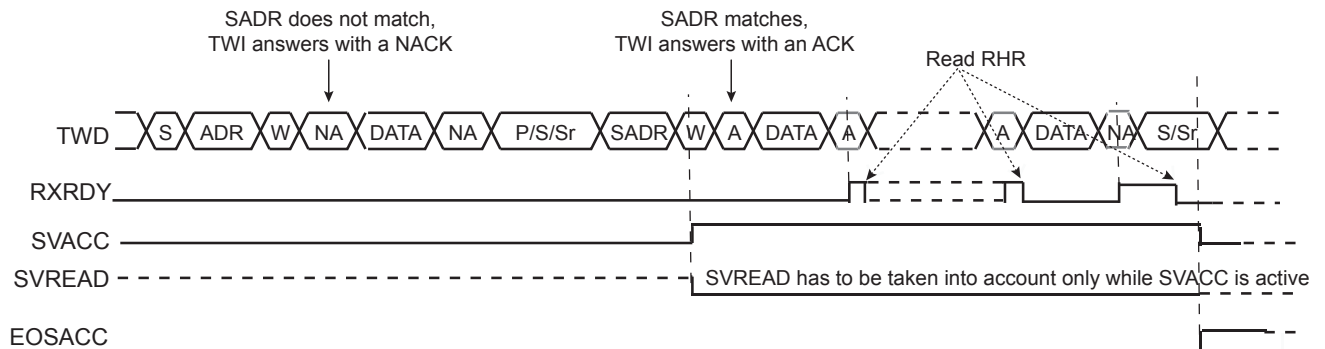 SADR does not match,
TWI answers with a NACK
SADR matches,
TWI answers with an ACK
Read RHR
TWD S ADR W NA DATA NA P/S/Sr SADR W A DATA A A DATA NA S/Sr
RXRDY
SVACC
SVREAD SVREAD has to be taken into account only while SVACC is active
EOSACC